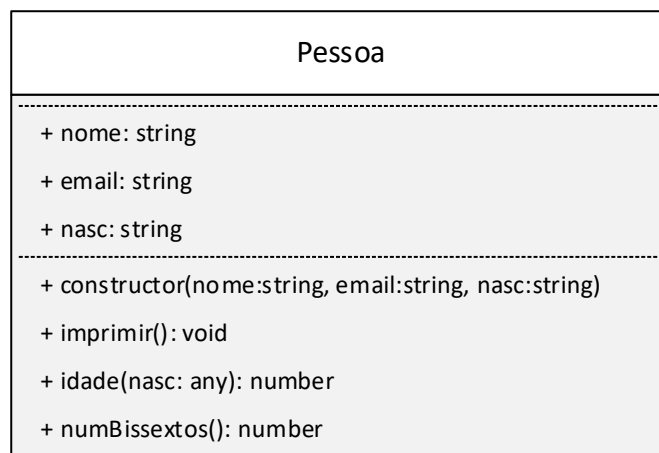 Pessoa
+ nome: string
+ email: string
+ nasc: string
+ constructor(nome:string, email:string, nasc:string)
+ imprimir(): void
+ idade(nasc: any): number
+ numBissextos(): number